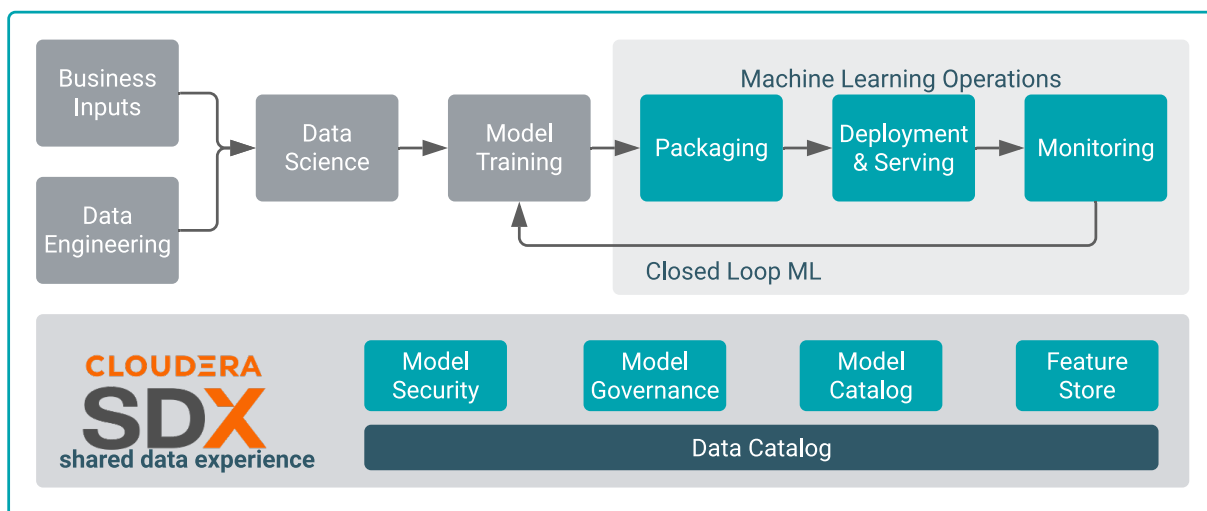 Business
Inputs
Data
Engineering
Data
Science
Model
Training
Machine Learning Operations
Packaging
Deployment
& Serving
Monitoring
Closed Loop ML
CLOUDERA
SDX
shared data experience
Model
Security
Model
Governance
Model
Catalog
Feature
Store
Data Catalog